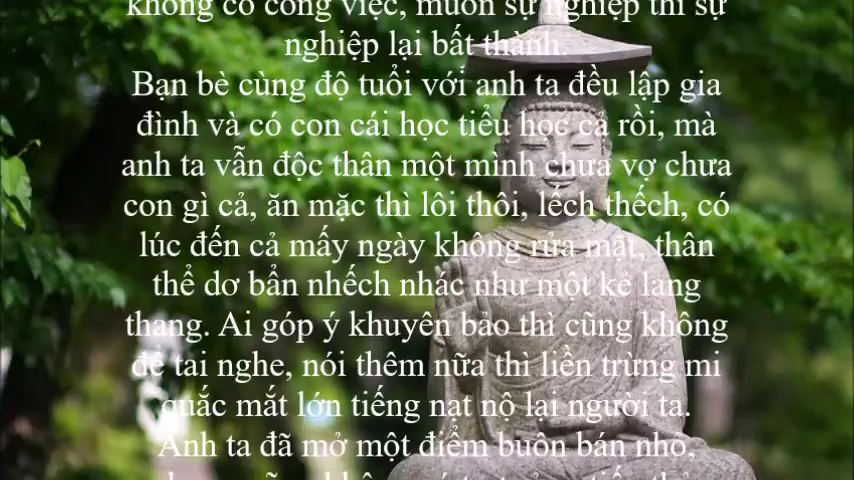 không có công việc, muốn sự nghiệp thì sự
nghiệp lại bất thành.
Bạn bè cùng độ tuổi với anh ta đều lập gia
đình và có con cái học tiểu học cả rồi, mà
anh ta vẫn độc thân một mình chưa vợ chưa
con gì cả, ăn mặc thì lôi thôi, lếch thếch, có
lúc đến cả mấy ngày không rửa mặt, thân
thể dơ bẩn nhếch nhác như một kẻ lang
thang. Ai góp ý khuyên bảo thì cũng không
để tai nghe, nói thêm nữa thì liền trừng mi
quắc mắt lớn tiếng nạt nộ lại người ta.
Anh ta đã mở một điểm buôn bán nhỏ,